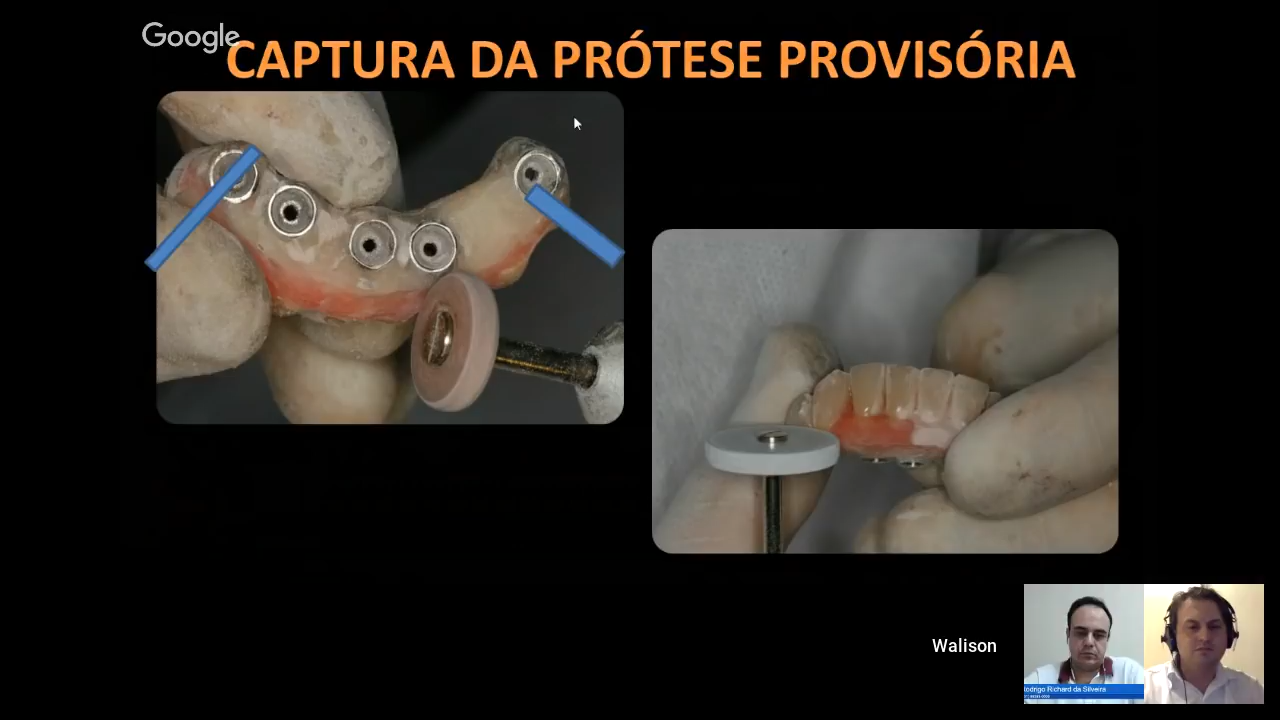 Google
CAPTURA DA PRÓTESE PROVISÓRIA
Walison
Rodrigo Richard da Silveira